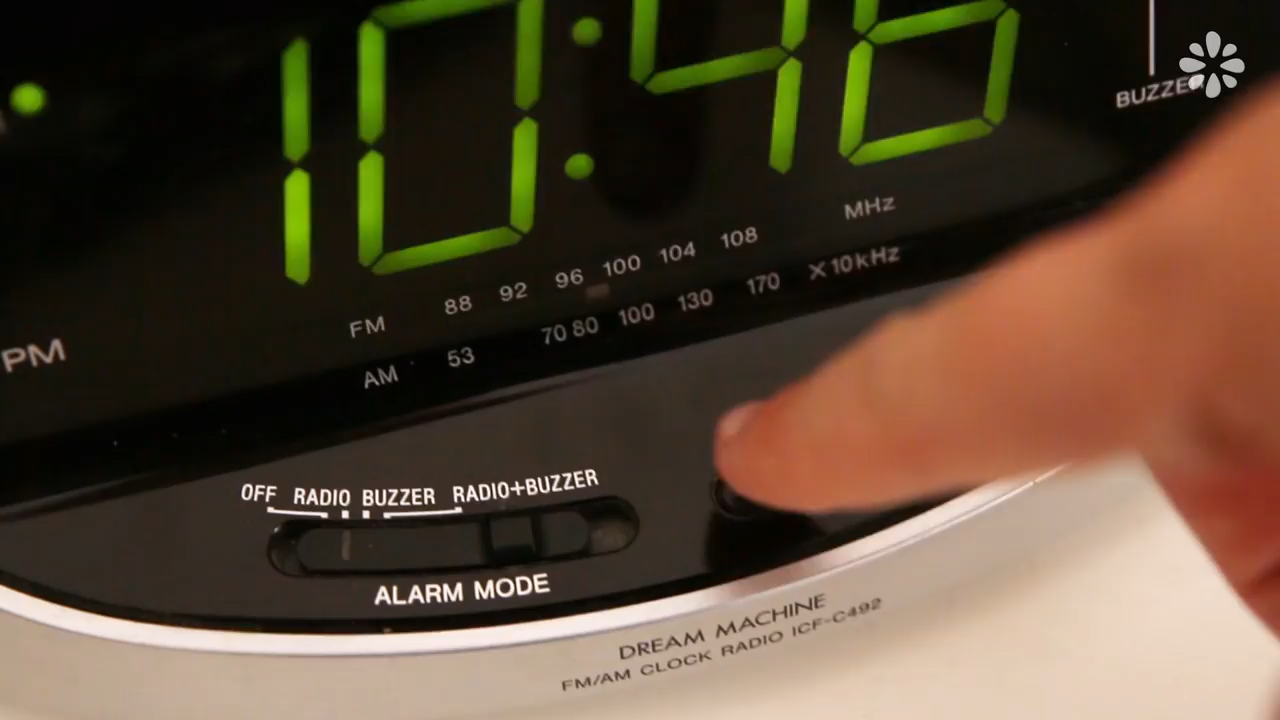 10:46
BUZZER
MHz
FM 88 92 96 100 104 108
AM 53 70 80 100 130 170 X10kHz
PM
OFF RADIO BUZZER RADIO+BUZZER
ALARM MODE
DREAM MACHINE
FM/AM CLOCK RADIO ICF-C492